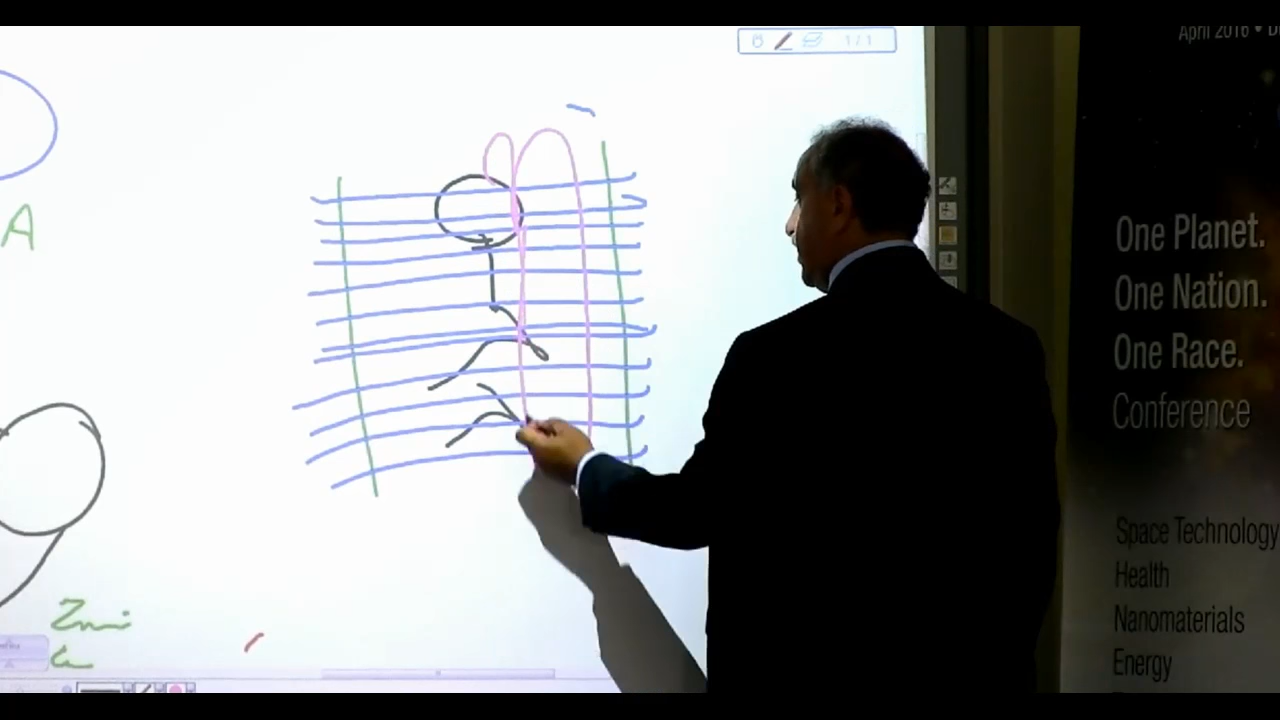 April 2016 •
1 / 1
A
One Planet.
One Nation.
One Race.
Conference
Space Technology
Health
Nanomaterials
Energy